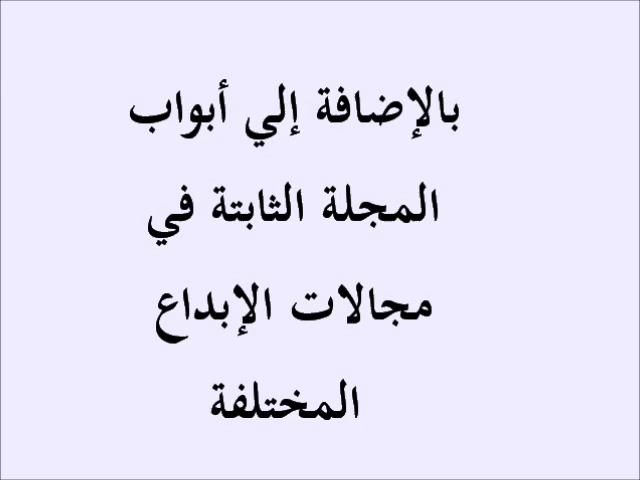 بالإضافة إلي أبواب
المجلة الثابتة في
مجالات الإبداع
المختلفة